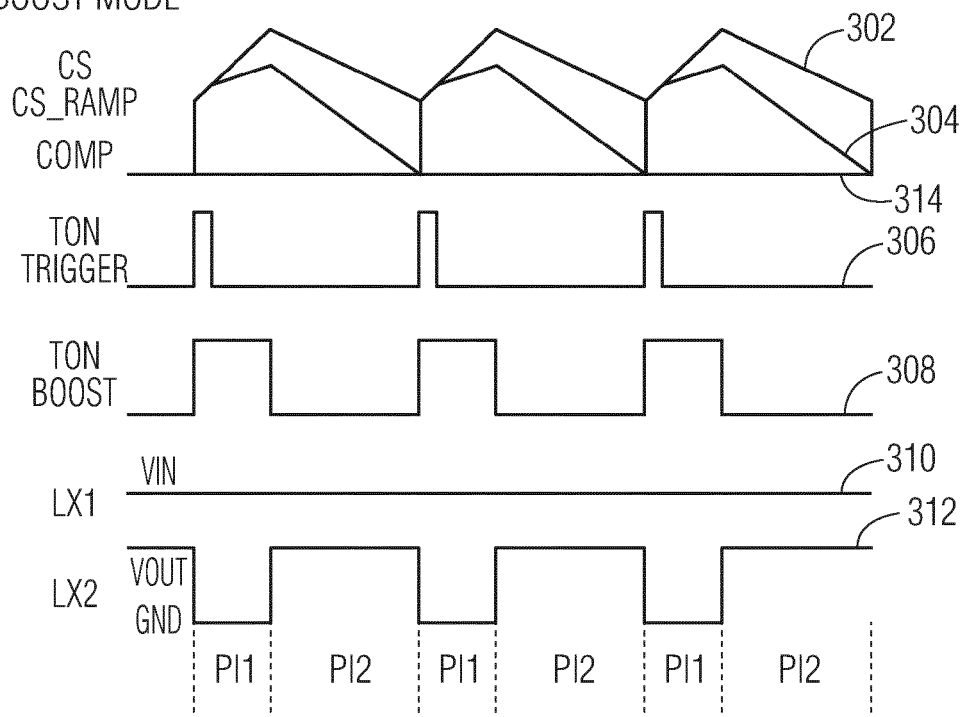 BOOST MODE
302
CS
CS_RAMP
304
COMP
314
TON
TRIGGER
306
TON
BOOST
308
VIN
310
LX1
312
VOUT
LX2
GND
PI1 PI2 PI1 PI2 PI1 PI2